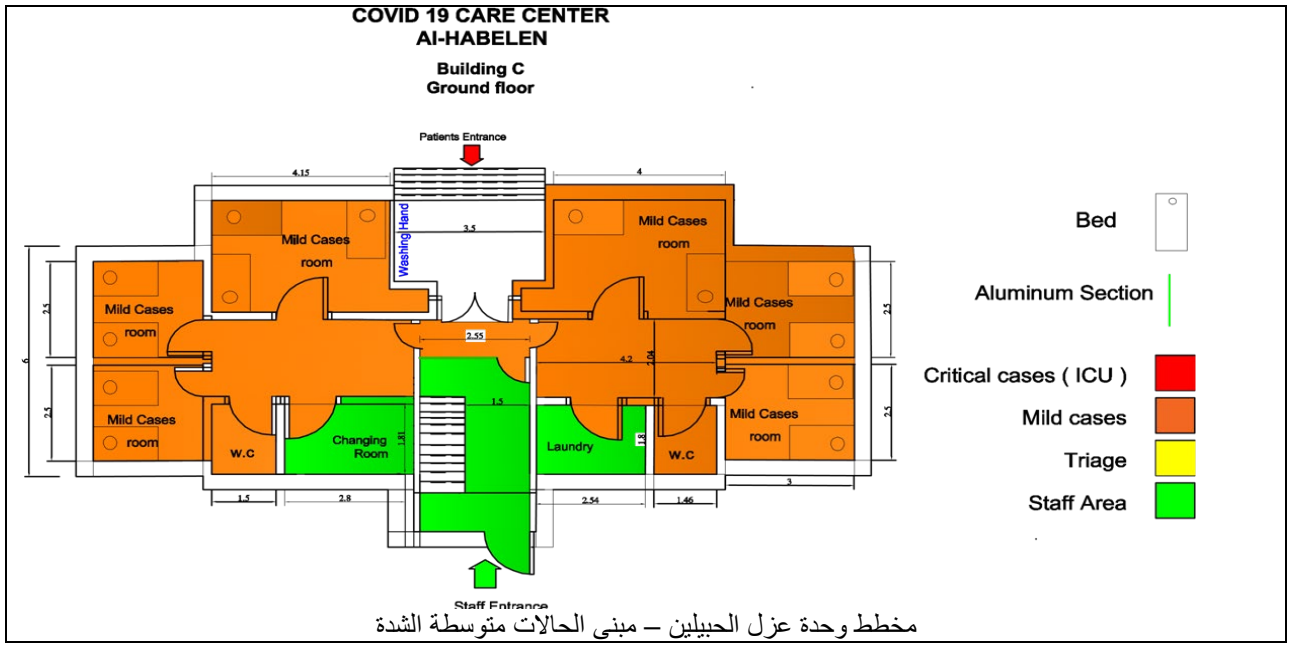 COVID 19 CARE CENTER
Al-HABELEN
Building C
Ground floor
Patients Entrance
4.15
4
Washing Hand
3.5
Mild Cases
room
Mild Cases
room
Mild Cases
room
Mild Cases
room
2.5
2.5
6
2.55
4.2
2.04
Mild Cases
room
Mild Cases
room
2.5
2.5
1.5
W.C
Changing
Room
1.81
Laundry
1.8
W.C
1.5
2.8
2.54
1.46
3
Staff Entrance
Bed
Aluminum Section
Critical cases ( ICU )
Mild cases
Triage
Staff Area
مخطط وحدة عزل الحبيلين – مبنى الحالات متوسطة الشدة